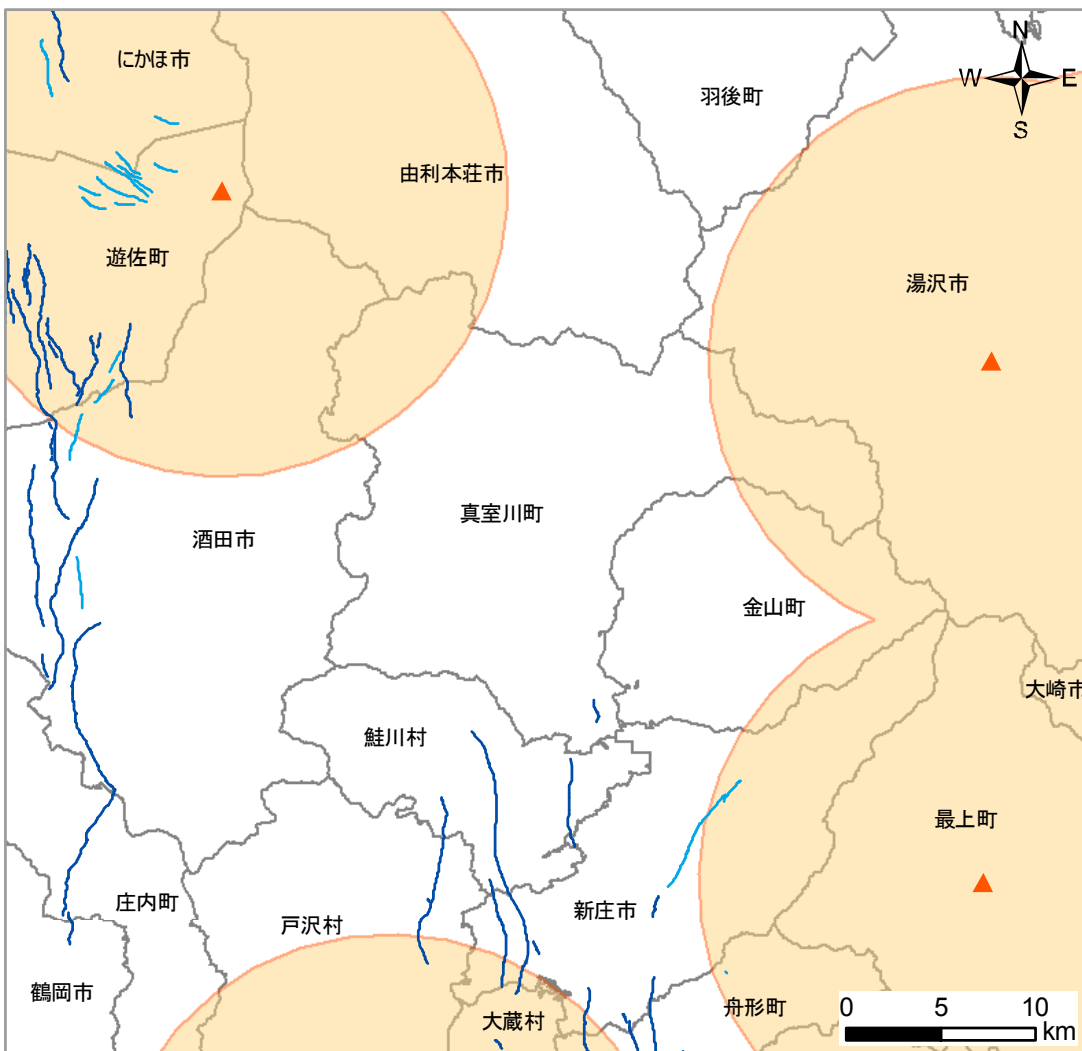 N
にかほ市
W
E
羽後町
S
由利本荘市
遊佐町
湯沢市
真室川町
酒田市
金山町
大崎市
鮭川村
最上町
庄内町
戸沢村
新庄市
鶴岡市
大蔵村
舟形町
0 5 10
km